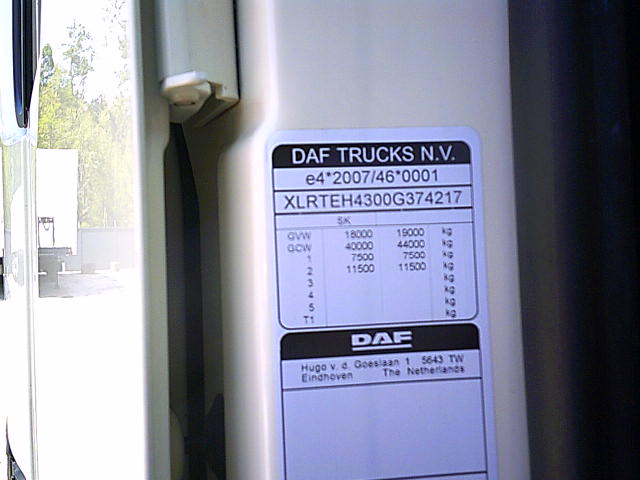 DAF TRUCKS N.V.
e4*2007/46*0001
XLRTEH4300G374217
SK
GVW 18000 19000 kg
GCW 40000 44000 kg
1 7500 7500 kg
2 11500 11500 kg
3 kg
4 kg
5 kg
T1 kg
DAF
Hugo v. d. Goeslaan 1 5643 TW
Eindhoven The Netherlands